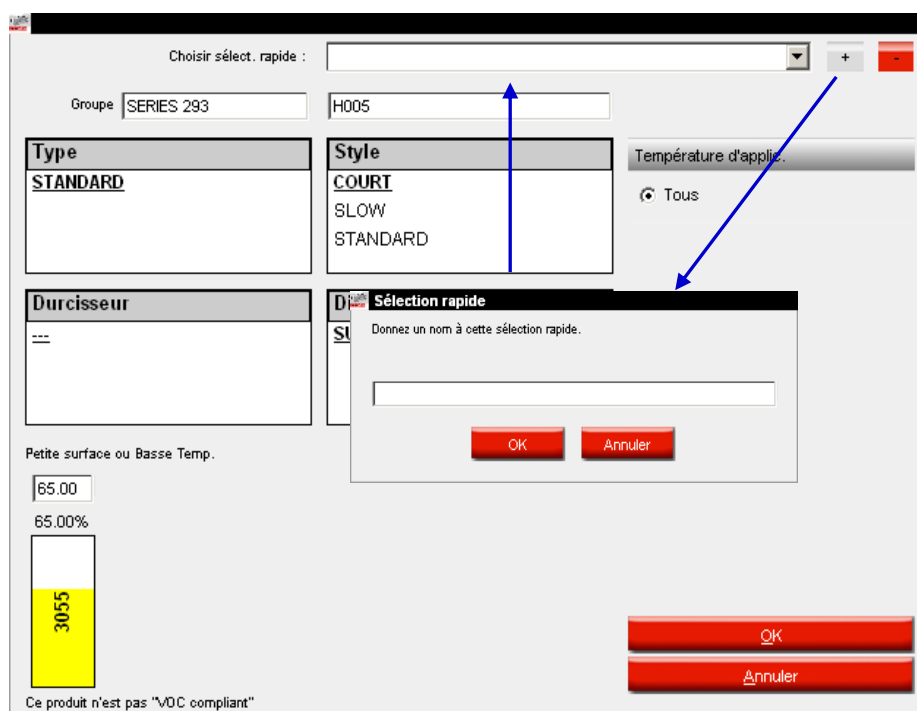 Choisir sélect. rapide :
+
-
Groupe
SERIES 293
H005
Type
STANDARD
Style
COURT
SLOW
STANDARD
Température d'applic.
Tous
Durcisseur
---
Di
Sélection rapide
Donnez un nom à cette sélection rapide.
OK
Annuler
Petite surface ou Basse Temp.
65.00
65.00%
3055
OK
Annuler
Ce produit n'est pas "VOC compliant"